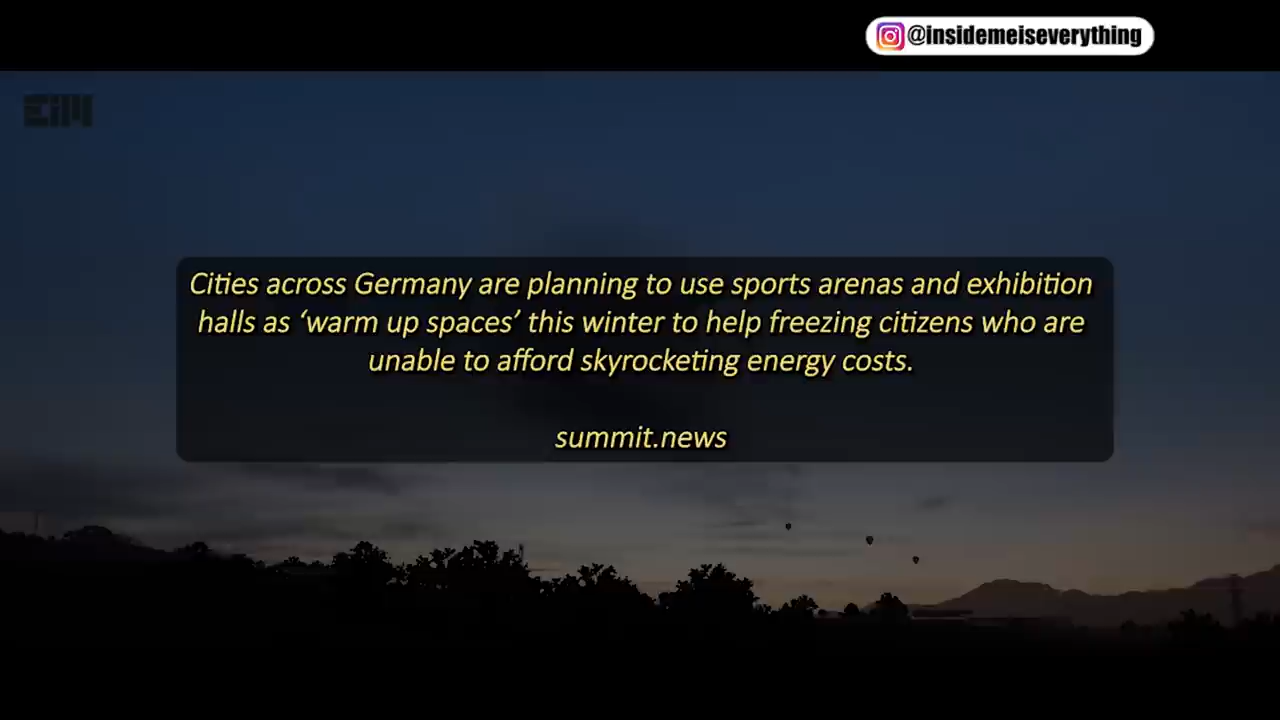 @insidemeiseverything
EIM
Cities across Germany are planning to use sports arenas and exhibition
halls as ‘warm up spaces’ this winter to help freezing citizens who are
unable to afford skyrocketing energy costs.
summit.news